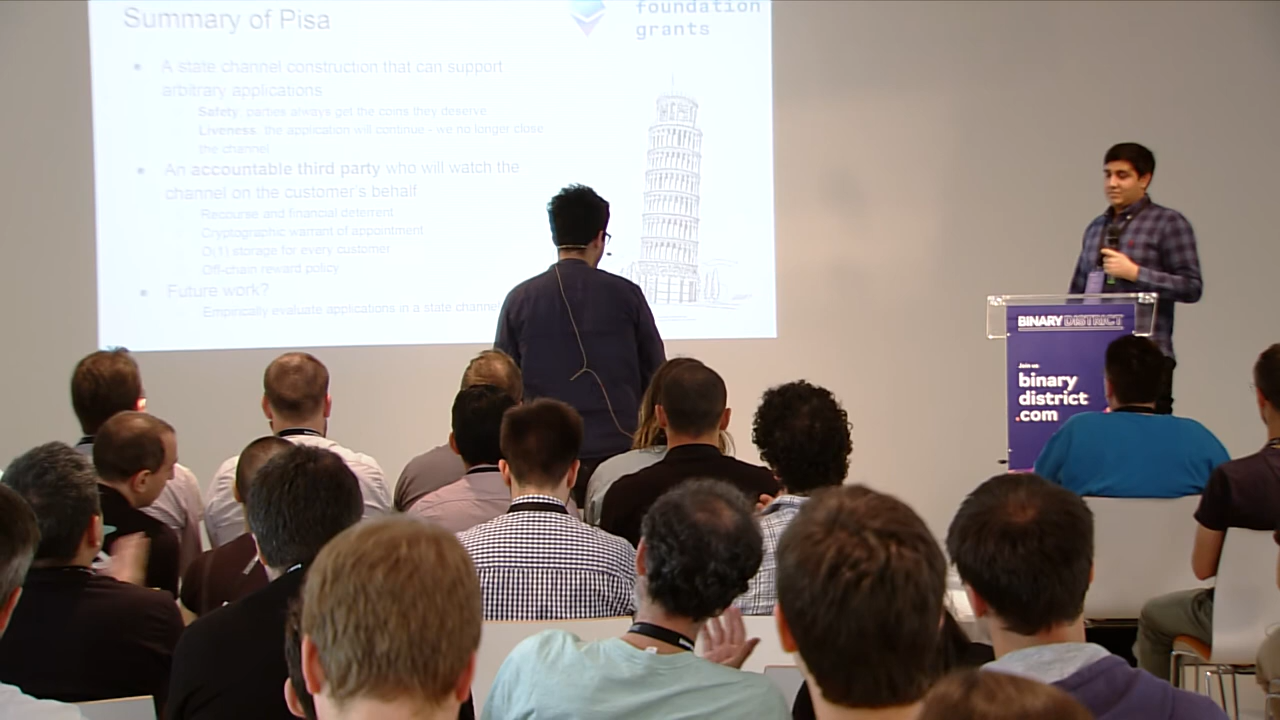 Summary of Pisa
foundation
grants
A state channel construction that can support
arbitrary applications
Safety, parties always get the coins they deserve
Liveness, the application will continue - we no longer close
the channel
An accountable third party who will watch the
channel on the customer's behalf
Recourse and financial deterrent
Cryptographic warrant of appointment
O(1) storage for every customer
Off-chain reward policy
Future work?
Empirically evaluate applications in a state channel
BINARY DISTRICT
Join us
binary
district
.com